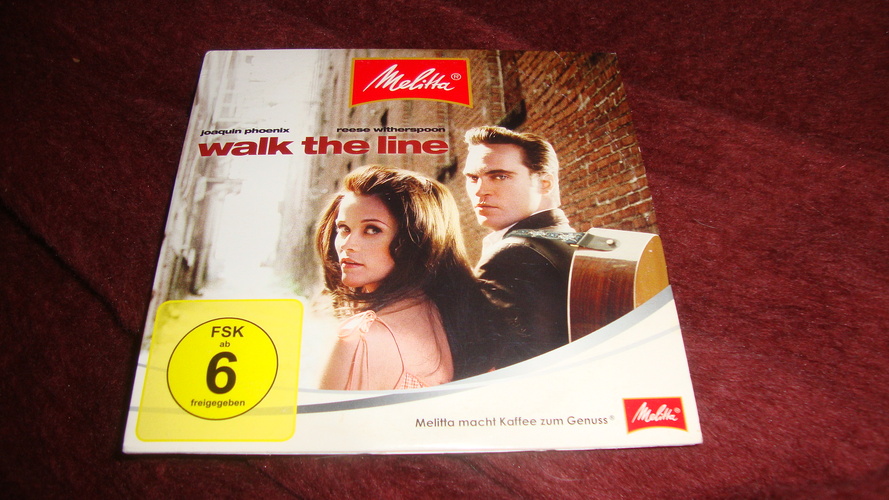 Melitta®
joaquin phoenix reese witherspoon
walk the line
FSK
ab
6
freigegeben
Melitta macht Kaffee zum Genuss®
Melitta®